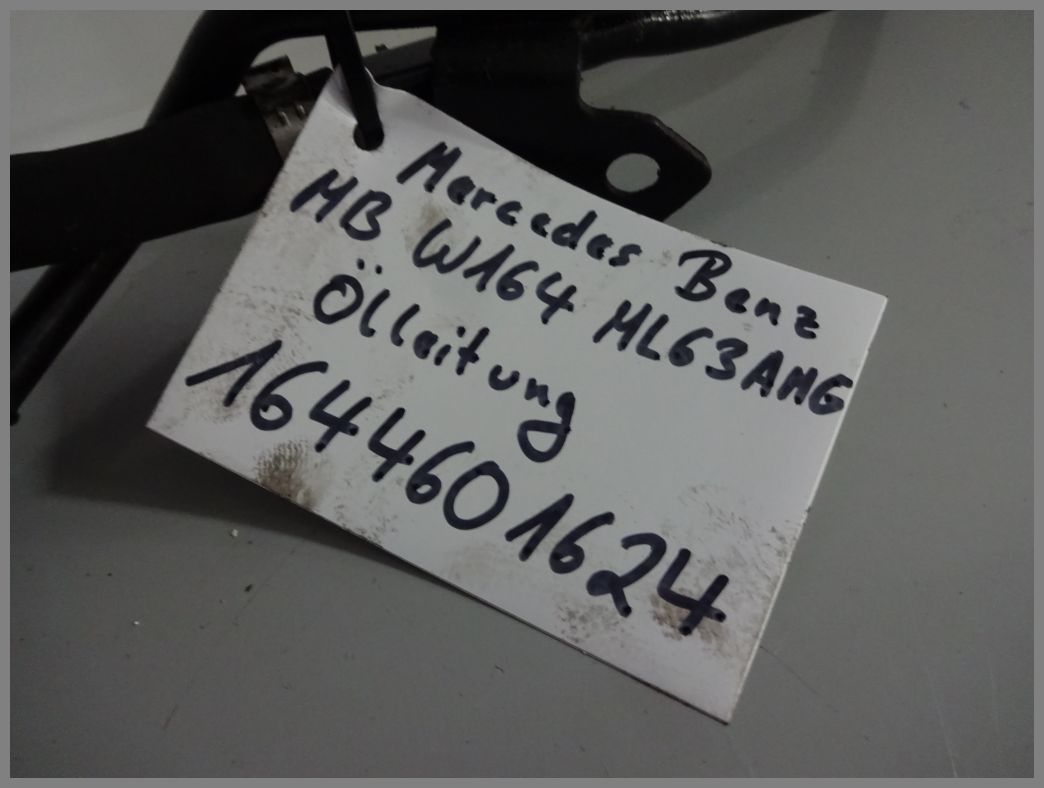 Mercedes Benz
MB W164 ML63AMG
Ölleitung
1644601624